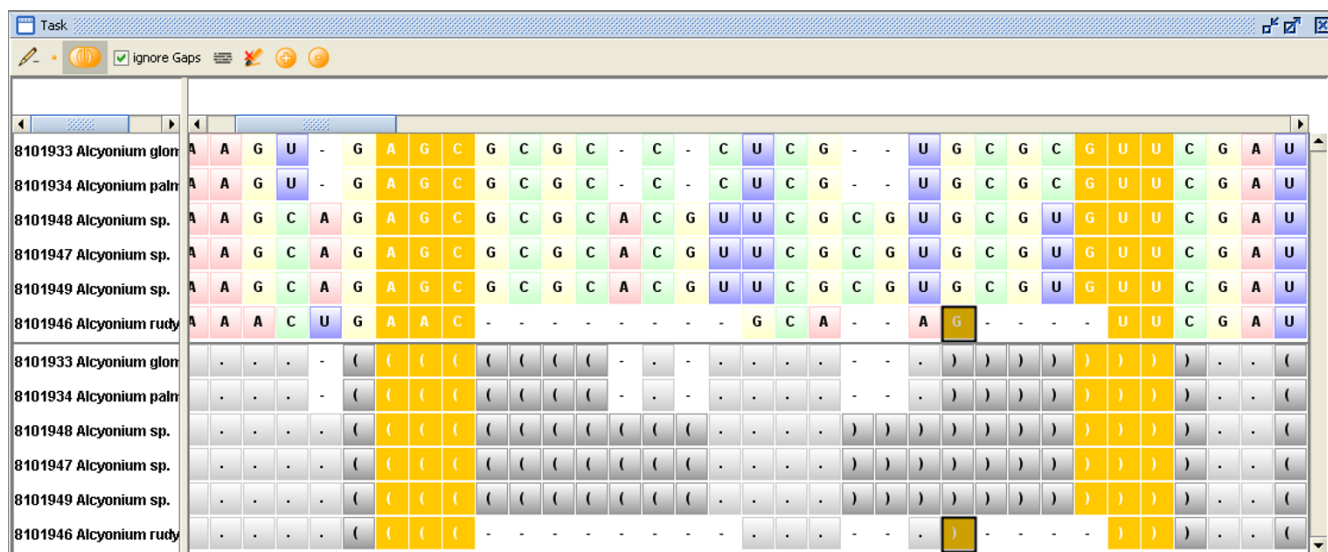 Task
ignore Gaps
8101933 Alcyonium glom A A G U - G A G C G C G C - C - C U C G - - U G C G C G U U C G A U
8101934 Alcyonium palm A A G U - G A G C G C G C - C - C U C G - - U G C G C G U U C G A U
8101948 Alcyonium sp. A A G C A G A G C G C G C A C G U U C G C G U G C G U G U U C G A U
8101947 Alcyonium sp. A A G C A G A G C G C G C A C G U U C G C G U G C G U G U U C G A U
8101949 Alcyonium sp. A A G C A G A G C G C G C A C G U U C G C G U G C G U G U U C G A U
8101946 Alcyonium rudy A A A C U G A A C - - - - - - - - G C A - - A G - - - - U U C G A U
8101933 Alcyonium glom . . . - ( ( ( ( ( ( ( ( - . - . . . . - - . ) ) ) ) ) ) ) ) . . (
8101934 Alcyonium palm . . . - ( ( ( ( ( ( ( ( - . - . . . . - - . ) ) ) ) ) ) ) ) . . (
8101948 Alcyonium sp. . . . . ( ( ( ( ( ( ( ( ( ( ( . . . . ) ) ) ) ) ) ) ) ) ) ) . . (
8101947 Alcyonium sp. . . . . ( ( ( ( ( ( ( ( ( ( ( . . . . ) ) ) ) ) ) ) ) ) ) ) . . (
8101949 Alcyonium sp. . . . . ( ( ( ( ( ( ( ( ( ( ( . . . . ) ) ) ) ) ) ) ) ) ) ) . . (
8101946 Alcyonium rudy . . . . ( ( ( ( - - - - - - - - . . . - - . ) - - - - ) ) ) . . (